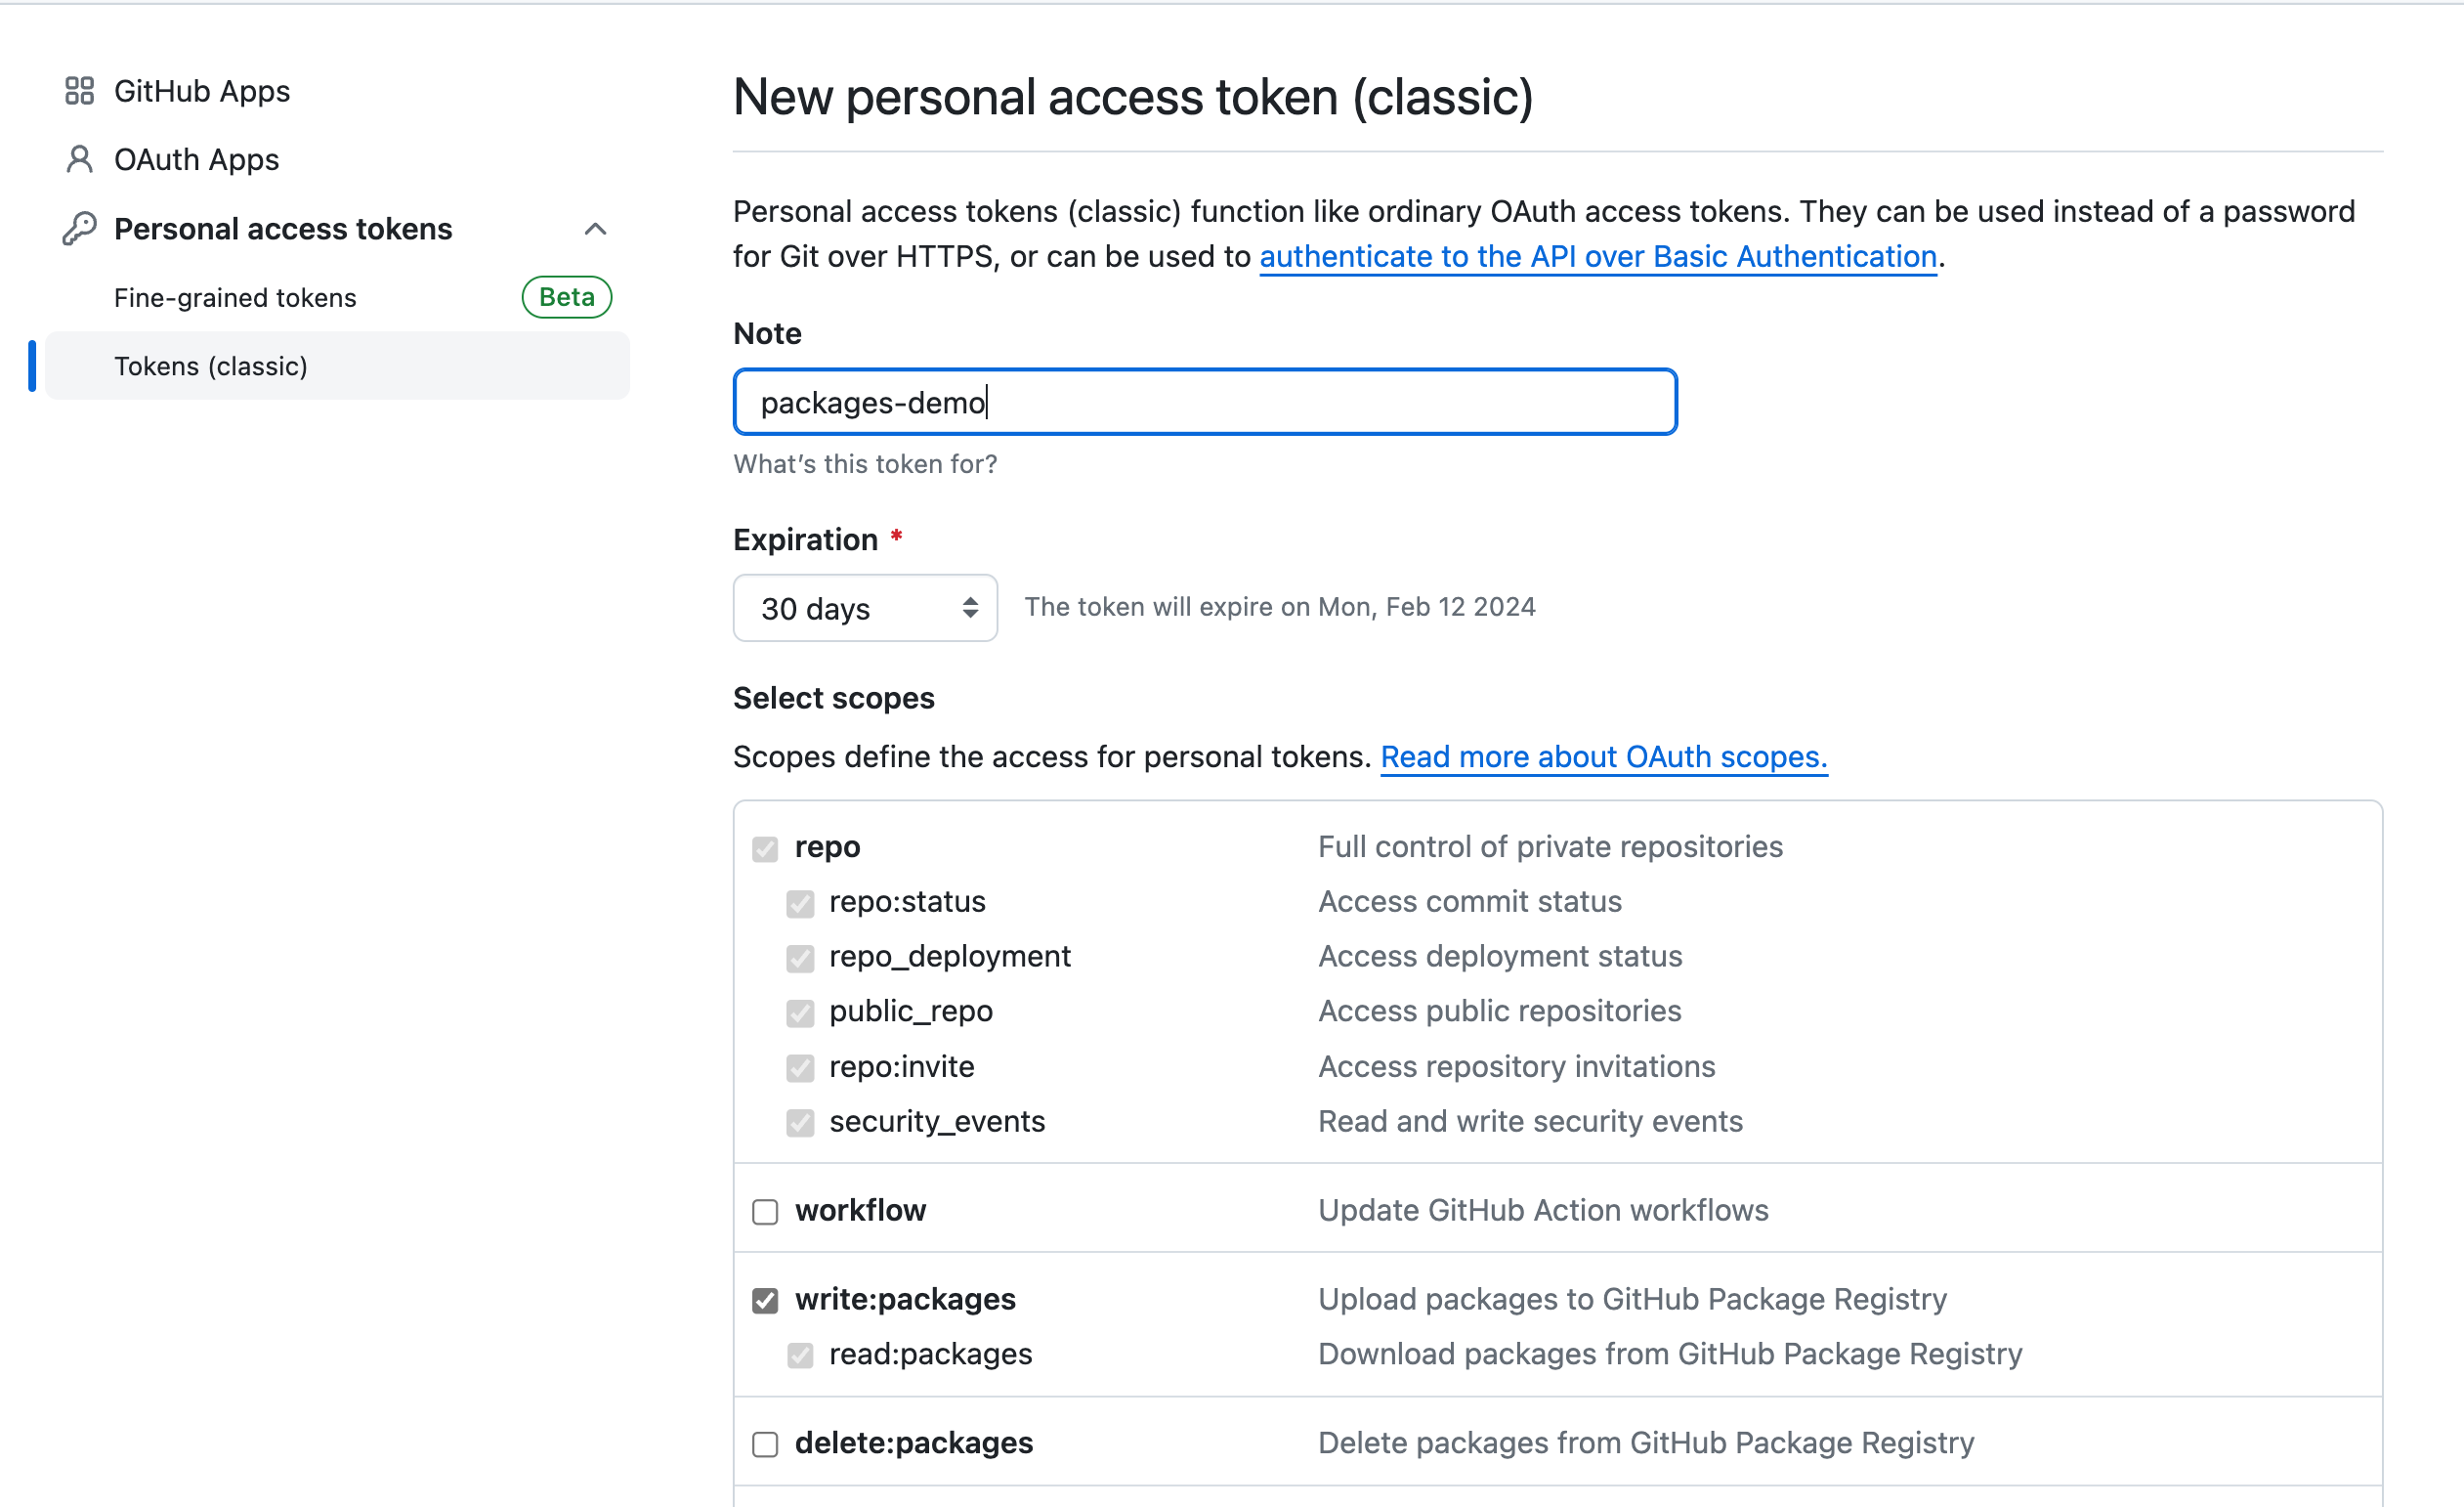 GitHub Apps
OAuth Apps
Personal access tokens
Fine-grained tokens Beta
Tokens (classic)
New personal access token (classic)
Personal access tokens (classic) function like ordinary OAuth access tokens. They can be used instead of a password
for Git over HTTPS, or can be used to authenticate to the API over Basic Authentication.
Note
packages-demo
What’s this token for?
Expiration *
30 days The token will expire on Mon, Feb 12 2024
Select scopes
Scopes define the access for personal tokens. Read more about OAuth scopes.
repo Full control of private repositories
repo:status Access commit status
repo_deployment Access deployment status
public_repo Access public repositories
repo:invite Access repository invitations
security_events Read and write security events
workflow Update GitHub Action workflows
write:packages Upload packages to GitHub Package Registry
read:packages Download packages from GitHub Package Registry
delete:packages Delete packages from GitHub Package Registry